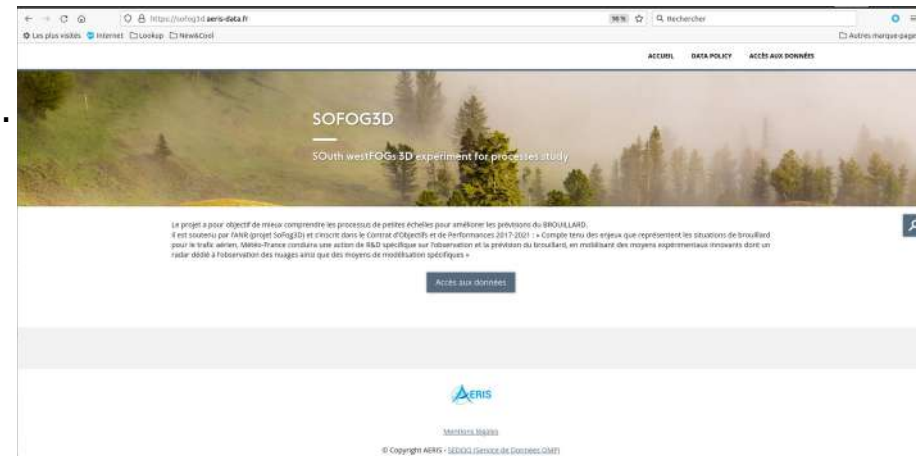 https://sofog3d.aeris-data.fr
90 %
Rechercher
Les plus visités
Internet
Lookup
New&Cool
Autres marque-pages
ACCUEIL
DATA POLICY
ACCÈS AUX DONNÉES
SOFOG3D
SOuth westFOGs 3D experiment for processes study
Le projet a pour objectif de mieux comprendre les processus de petites échelles pour améliorer les prévisions du BROUILLARD.
Il est soutenu par l'ANR (projet SoFog3D) et s'inscrit dans le Contrat d'Objectifs et de Performances 2017-2021 : « Compte tenu des enjeux que représentent les situations de brouillard
pour le trafic aérien, Météo-France conduira une action de R&D spécifique sur l'observation et la prévision du brouillard, en mobilisant des moyens expérimentaux innovants dont un
radar dédié à l'observation des nuages ainsi que des moyens de modélisation spécifiques »
Accès aux données
AERIS
Mentions légales
© Copyright AERIS - SEDOO (Service de Données OMP)